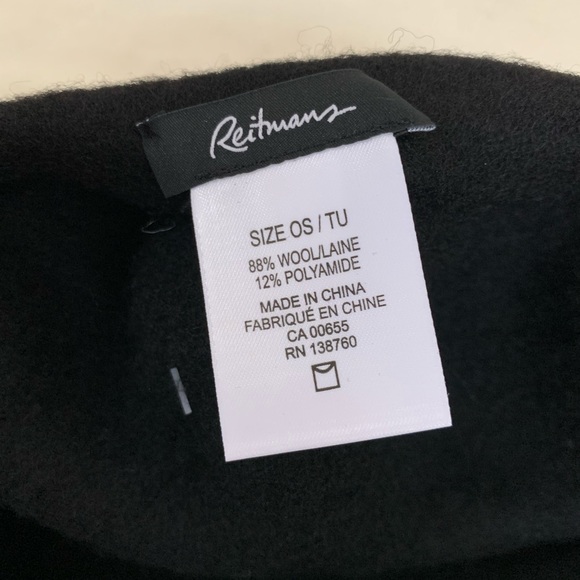 Reitmans
SIZE OS / TU
88% WOOL/LAINE
12% POLYAMIDE
MADE IN CHINA
FABRIQUÉ EN CHINE
CA 00655
RN 138760